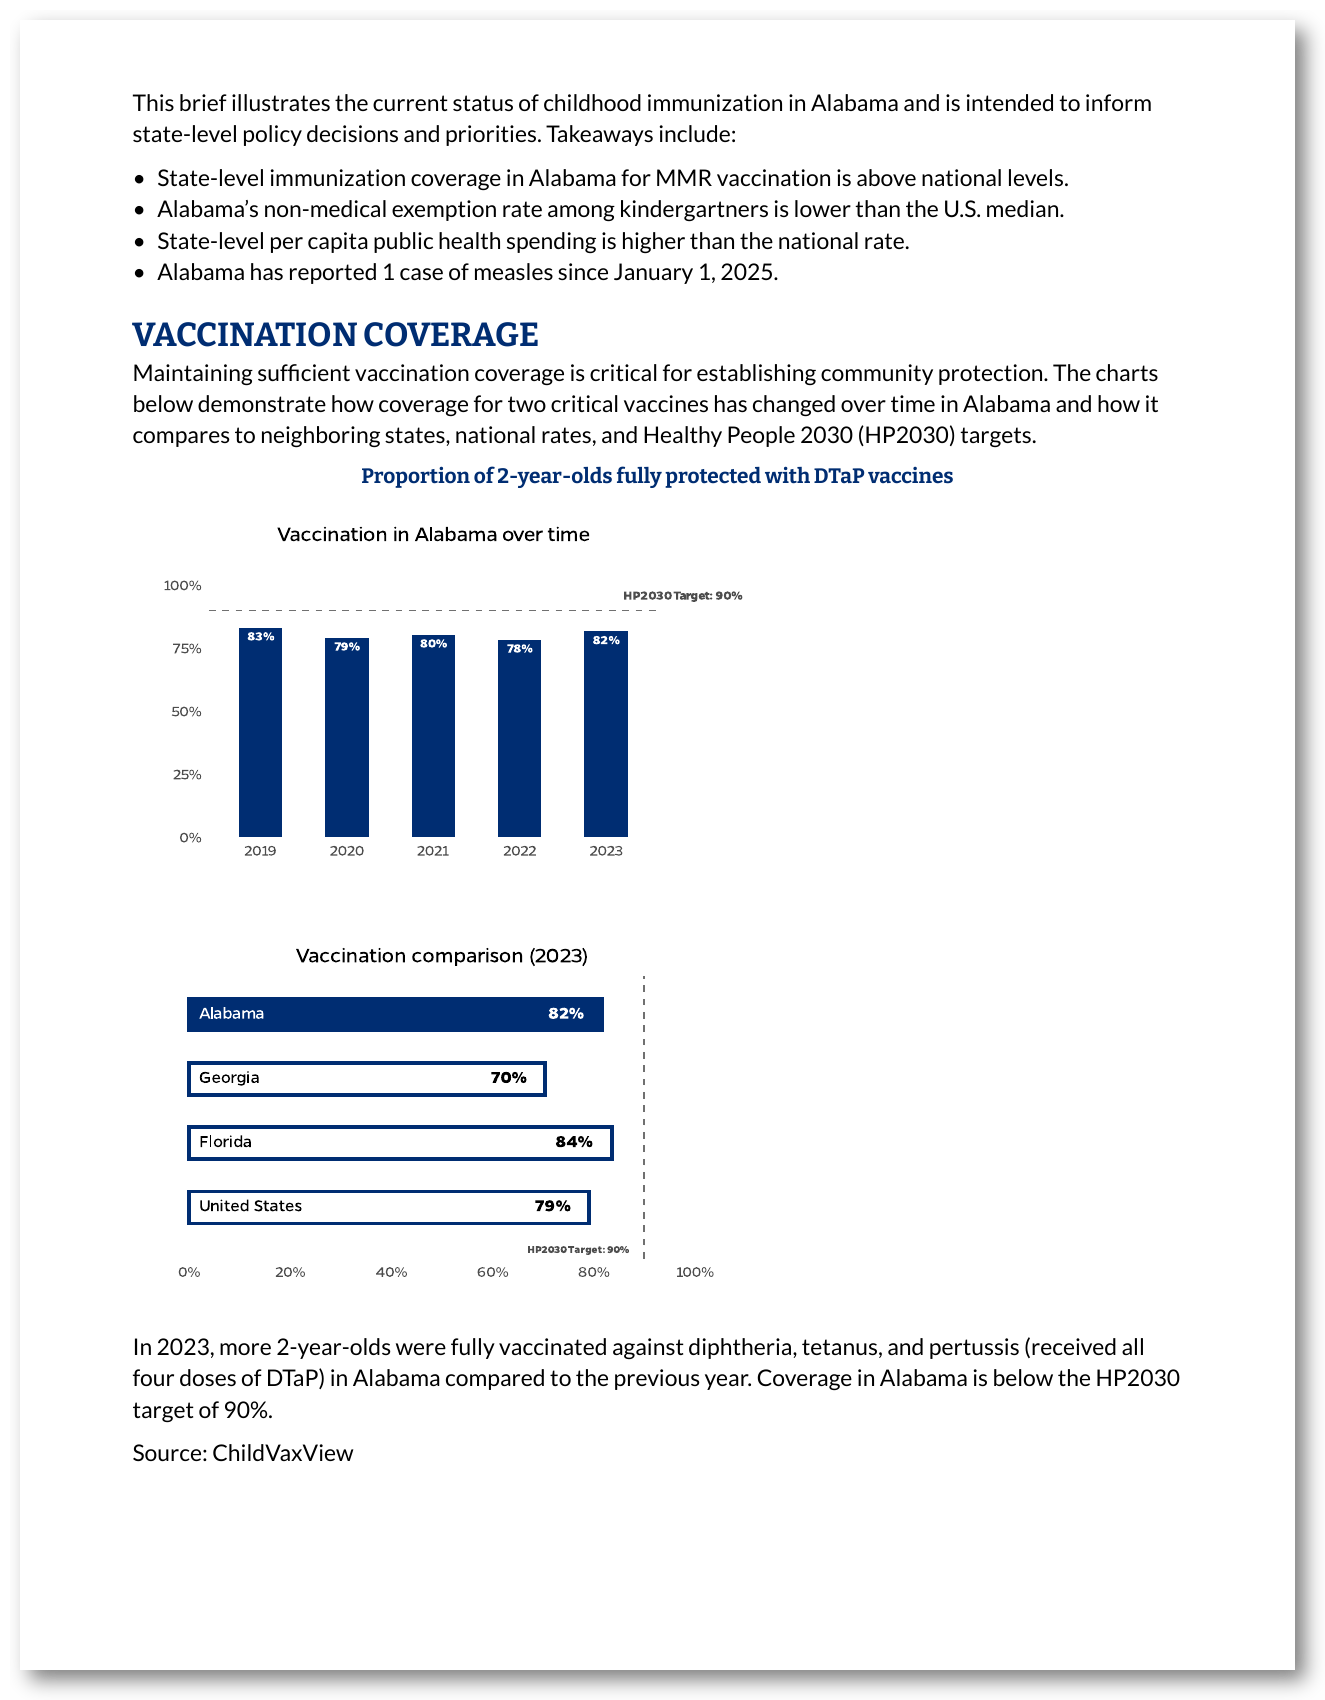 This brief illustrates the current status of childhood immunization in Alabama and is intended to inform
state-level policy decisions and priorities. Takeaways include:
• State-level immunization coverage in Alabama for MMR vaccination is above national levels.
• Alabama's non-medical exemption rate among kindergartners is lower than the U.S. median.
• State-level per capita public health spending is higher than the national rate.
• Alabama has reported 1 case of measles since January 1, 2025.
VACCINATION COVERAGE
Maintaining sufficient vaccination coverage is critical for establishing community protection. The charts
below demonstrate how coverage for two critical vaccines has changed over time in Alabama and how it
compares to neighboring states, national rates, and Healthy People 2030 (HP2030) targets.
Proportion of 2-year-olds fully protected with DTaP vaccines
Vaccination in Alabama over time
100%
HP2030 Target: 90%
83% 79% 80% 78% 82%
75%
50%
25%
0%
2019 2020 2021 2022 2023
Vaccination comparison (2023)
Alabama 82%
Georgia 70%
Florida 84%
United States 79%
HP2030 Target: 90%
0% 20% 40% 60% 80% 100%
In 2023, more 2-year-olds were fully vaccinated against diphtheria, tetanus, and pertussis (received all
four doses of DTaP) in Alabama compared to the previous year. Coverage in Alabama is below the HP2030
target of 90%.
Source: ChildVaxView